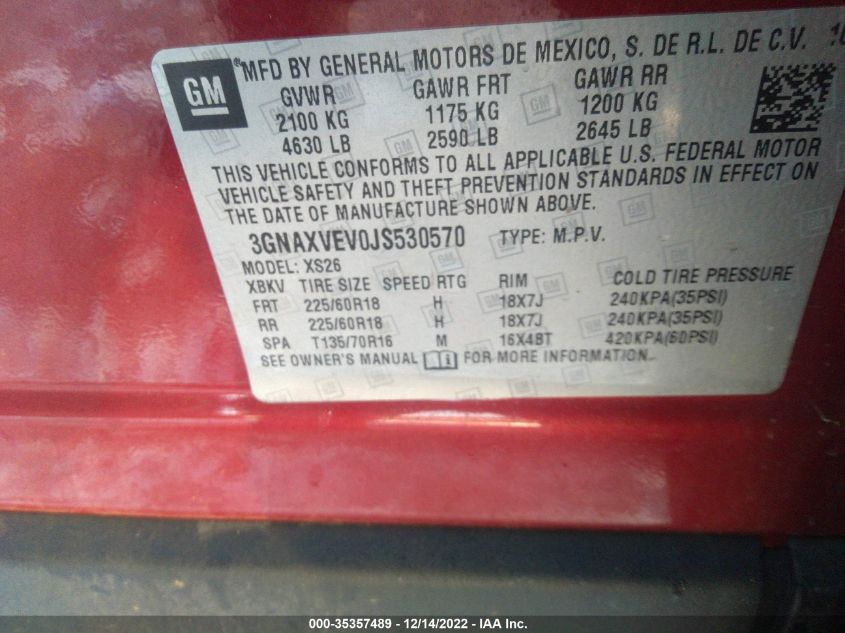 GM
®MFD BY GENERAL MOTORS DE MEXICO, S. DE R.L. DE C.V.
GVWR GAWR FRT GAWR RR
2100 KG 1175 KG 1200 KG
4630 LB 2590 LB 2645 LB
THIS VEHICLE CONFORMS TO ALL APPLICABLE U.S. FEDERAL MOTOR
VEHICLE SAFETY AND THEFT PREVENTION STANDARDS IN EFFECT ON
THE DATE OF MANUFACTURE SHOWN ABOVE.
3GNAXVEV0JS530570 TYPE: M.P.V.
MODEL: XS26
XBKV TIRE SIZE SPEED RTG RIM COLD TIRE PRESSURE
FRT 225/60R18 H 18X7J 240KPA(35PSI)
RR 225/60R18 H 18X7J 240KPA(35PSI)
SPA T135/70R16 M 16X4BT 420KPA(60PSI)
SEE OWNER'S MANUAL FOR MORE INFORMATION.
000-35357489 - 12/14/2022 - IAA Inc.